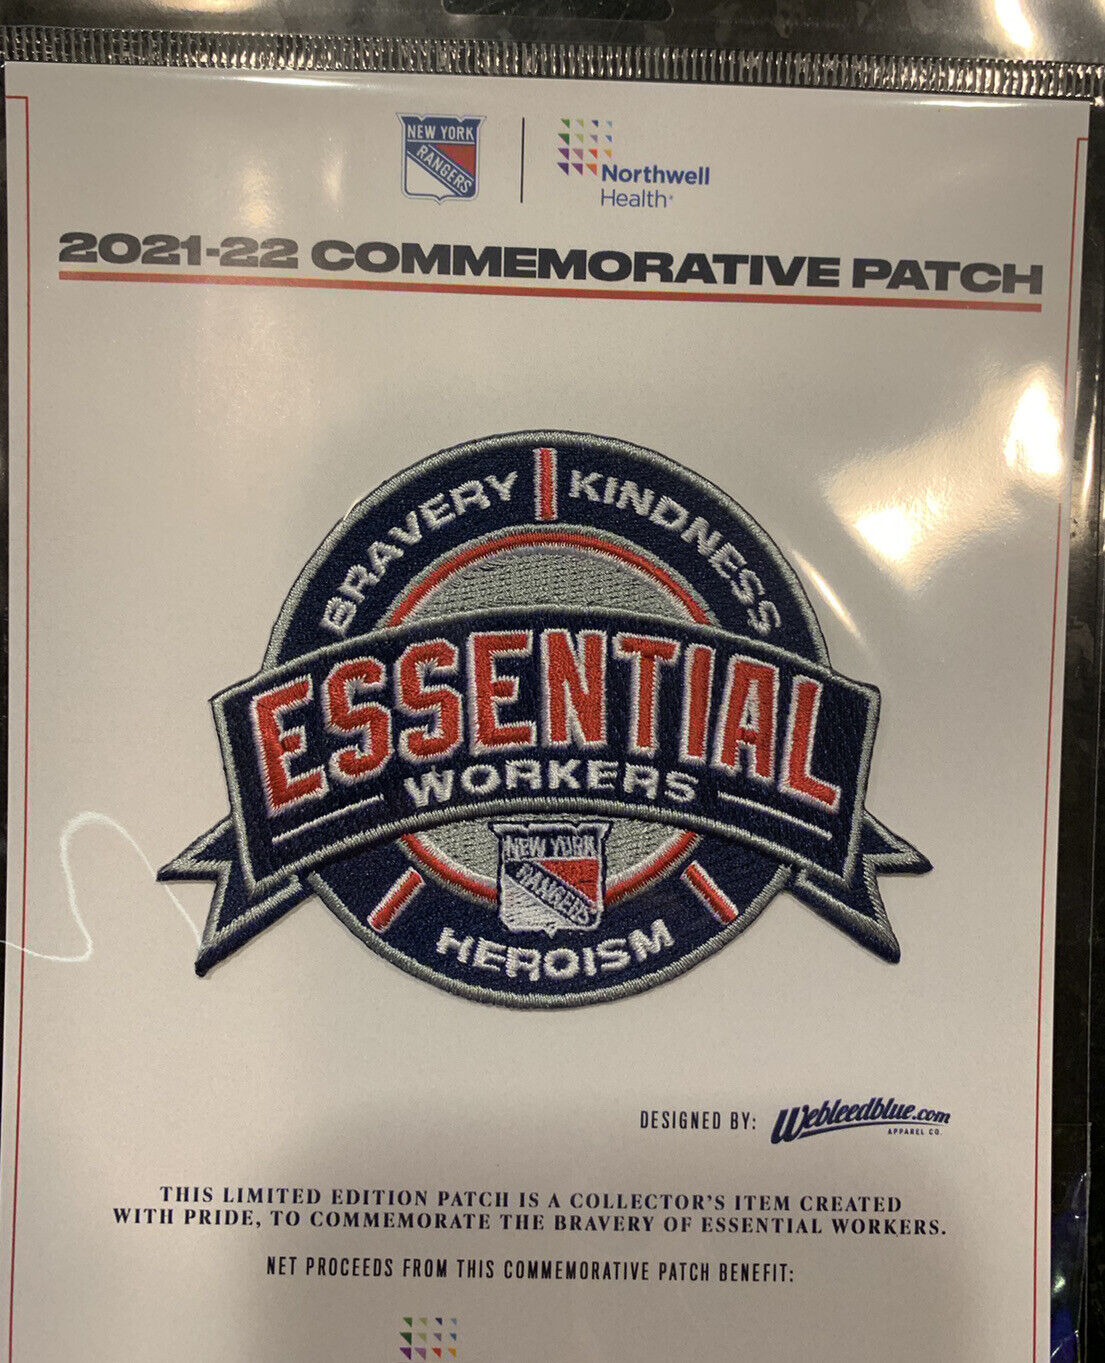 NEW YORK
RANGERS
Northwell
Health
2021-22 COMMEMORATIVE PATCH
BRAVERY
KINDNESS
ESSENTIAL
WORKERS
NEW YORK
RANGERS
HEROISM
DESIGNED BY: Webleedblue.com
APPAREL CO.
THIS LIMITED EDITION PATCH IS A COLLECTOR'S ITEM CREATED
WITH PRIDE, TO COMMEMORATE THE BRAVERY OF ESSENTIAL WORKERS.
NET PROCEEDS FROM THIS COMMEMORATIVE PATCH BENEFIT: